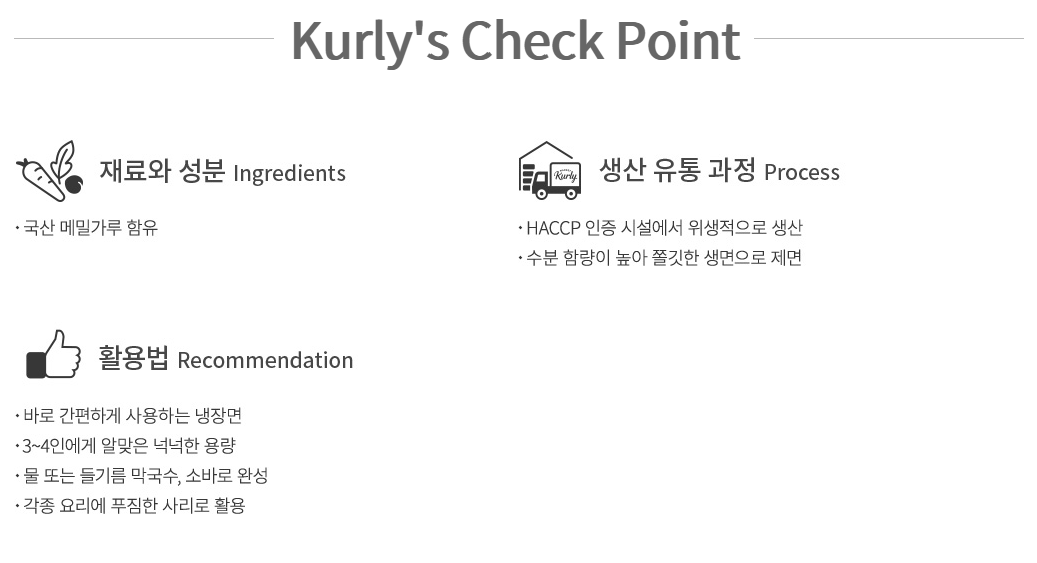 Kurly's Check Point
재료와 성분 Ingredients
· 국산 메밀가루 함유
Kurly
생산 유통 과정 Process
· HACCP 인증 시설에서 위생적으로 생산
· 수분 함량이 높아 쫄깃한 생면으로 제면
활용법 Recommendation
· 바로 간편하게 사용하는 냉장면
· 3~4인에게 알맞은 넉넉한 용량
· 물 또는 들기름 막국수, 소바로 완성
· 각종 요리에 푸짐한 사리로 활용